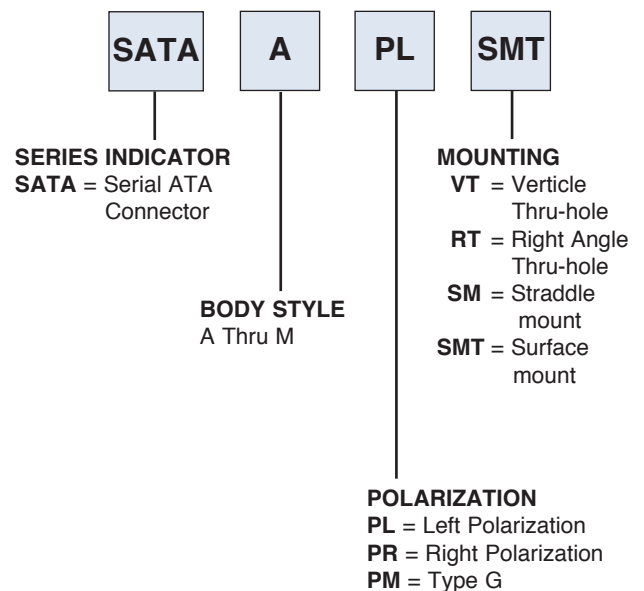 SATA A PL SMT
SERIES INDICATOR
SATA = Serial ATA
Connector
BODY STYLE
A Thru M
MOUNTING
VT = Verticle
Thru-hole
RT = Right Angle
Thru-hole
SM = Straddle
mount
SMT = Surface
mount
POLARIZATION
PL = Left Polarization
PR = Right Polarization
PM = Type G